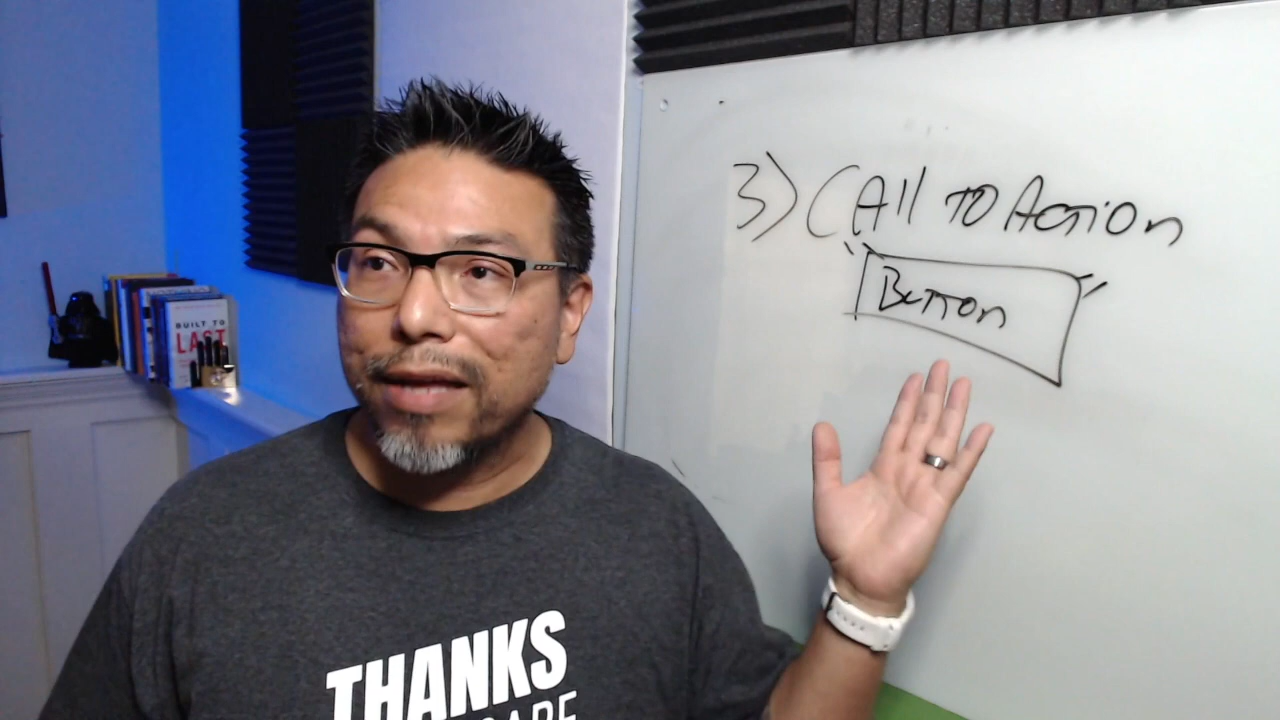 3) CAll TO Action
Button
BUILT TO
LAST
THANKS